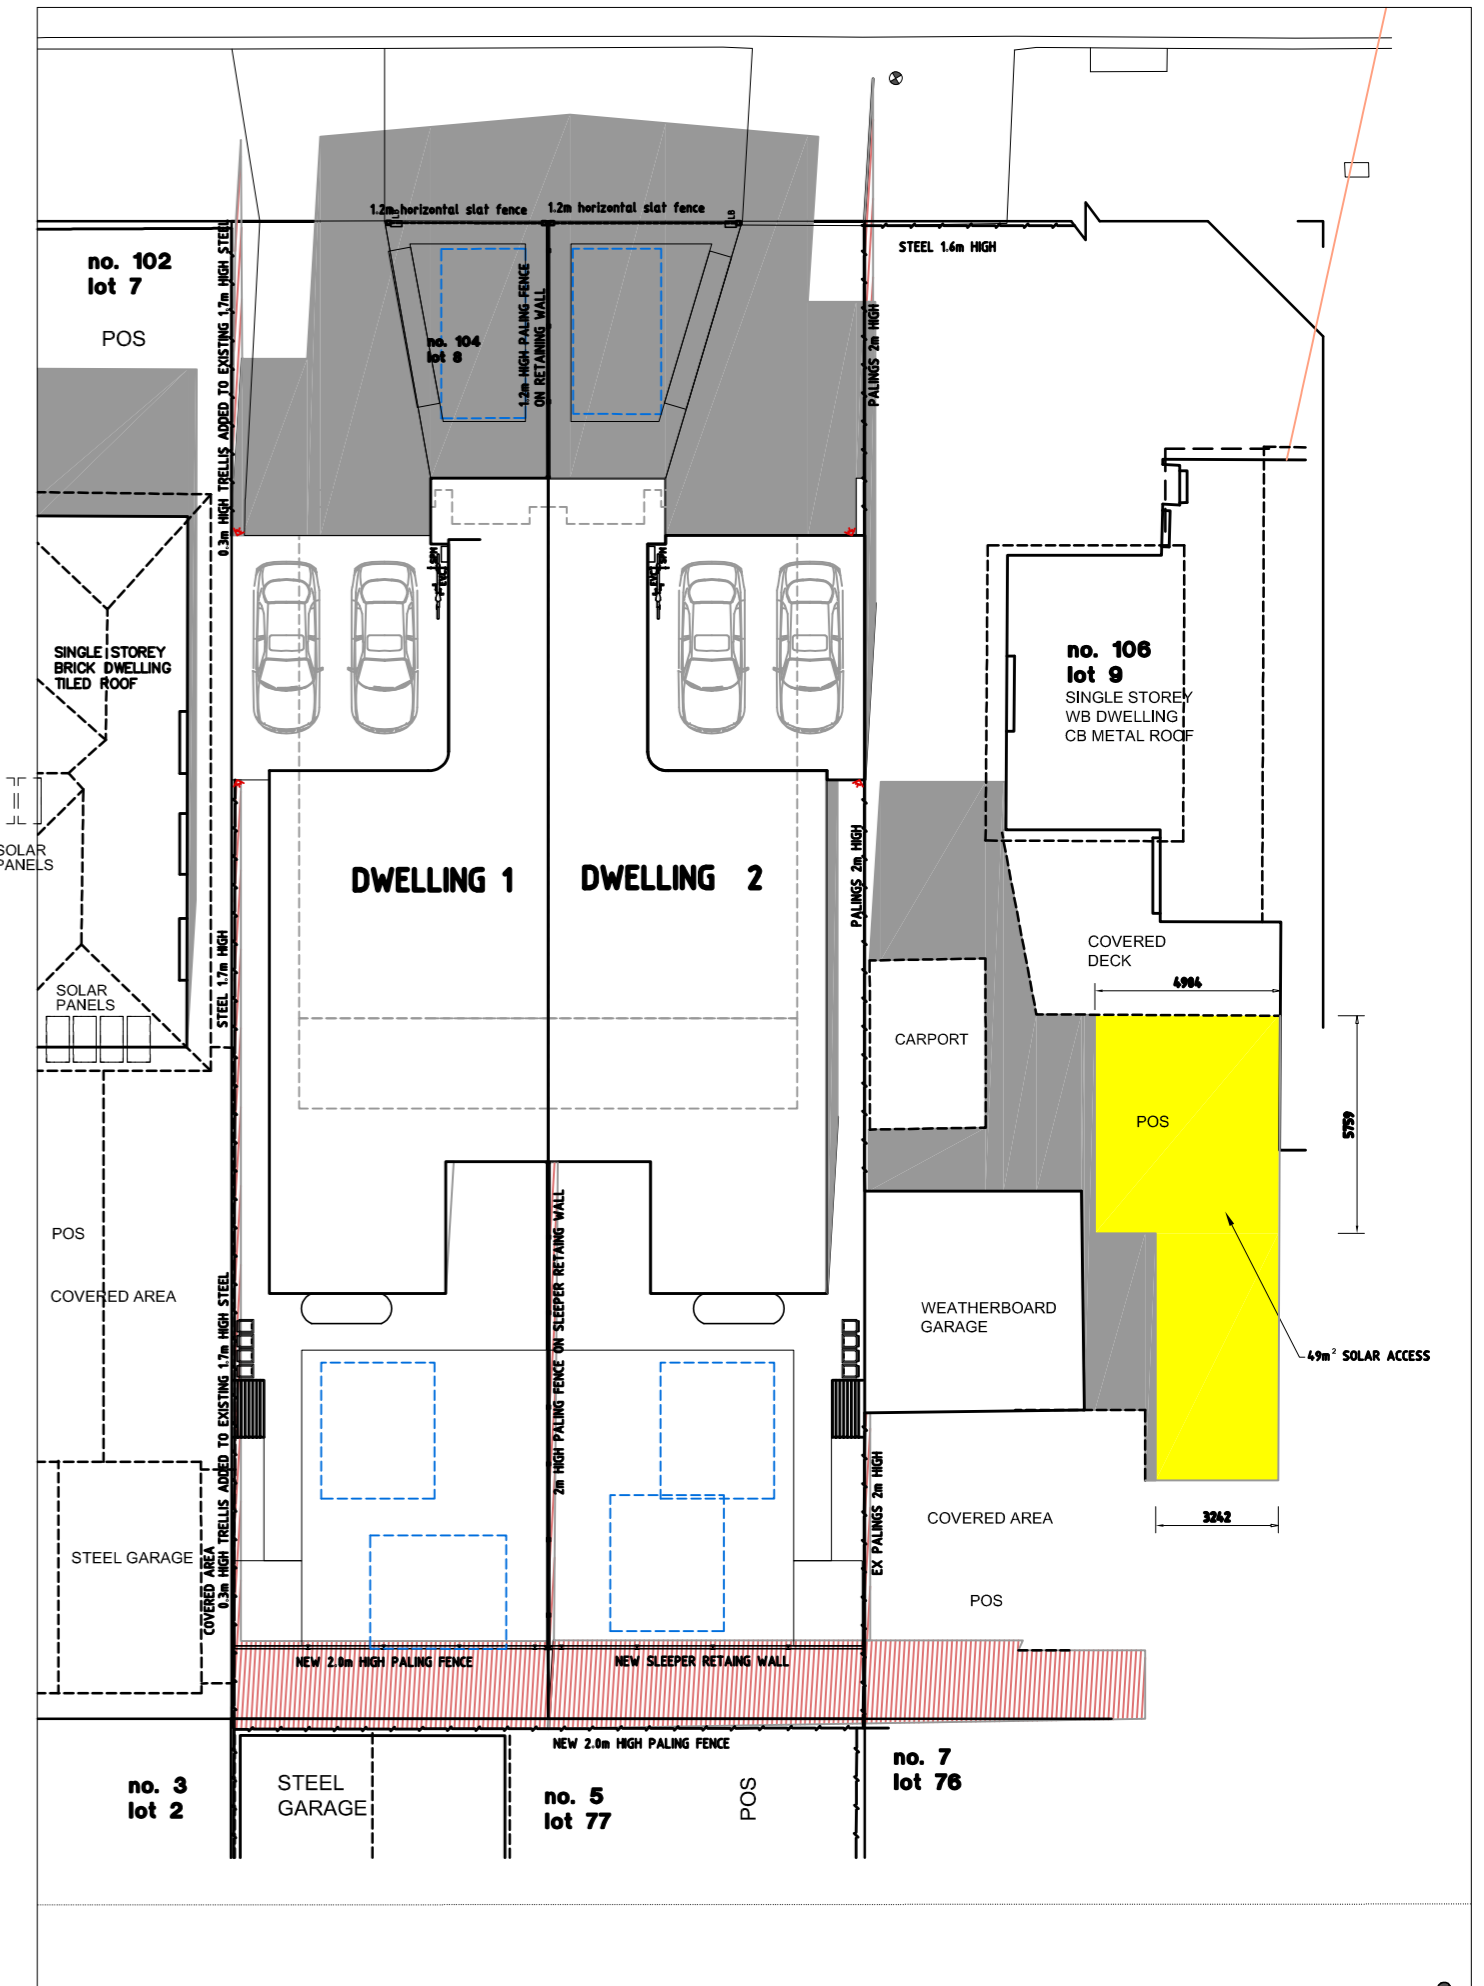 1.2m horizontal slat fence
1.2m horizontal slat fence
LB
LB
STEEL 1.6m HIGH
no. 102
lot 7
POS
0.3m HIGH TRELLIS ADDED TO EXISTING 1.7m HIGH STEEL
no. 104
lot 8
1.2m HIGH PALING FENCE
ON RETAINING WALL
PALINGS 2m HIGH
SINGLE STOREY
BRICK DWELLING
TILED ROOF
no. 106
lot 9
SINGLE STOREY
WB DWELLING
CB METAL ROOF
SOLAR
PANELS
DWELLING 1
DWELLING 2
PALINGS 2m HIGH
STEEL 1.7m HIGH
COVERED
DECK
4984
SOLAR
PANELS
CARPORT
POS
5759
POS
COVERED AREA
2m HIGH PALING FENCE ON SLEEPER RETAING WALL
WEATHERBOARD
GARAGE
49m² SOLAR ACCESS
0.3m HIGH TRELLIS ADDED TO EXISTING 1.7m HIGH STEEL
COVERED AREA
STEEL GARAGE
EX PALINGS 2m HIGH
COVERED AREA
3242
POS
NEW 2.0m HIGH PALING FENCE
NEW SLEEPER RETAING WALL
NEW 2.0m HIGH PALING FENCE
no. 3
lot 2
STEEL
GARAGE
no. 5
lot 77
POS
no. 7
lot 76